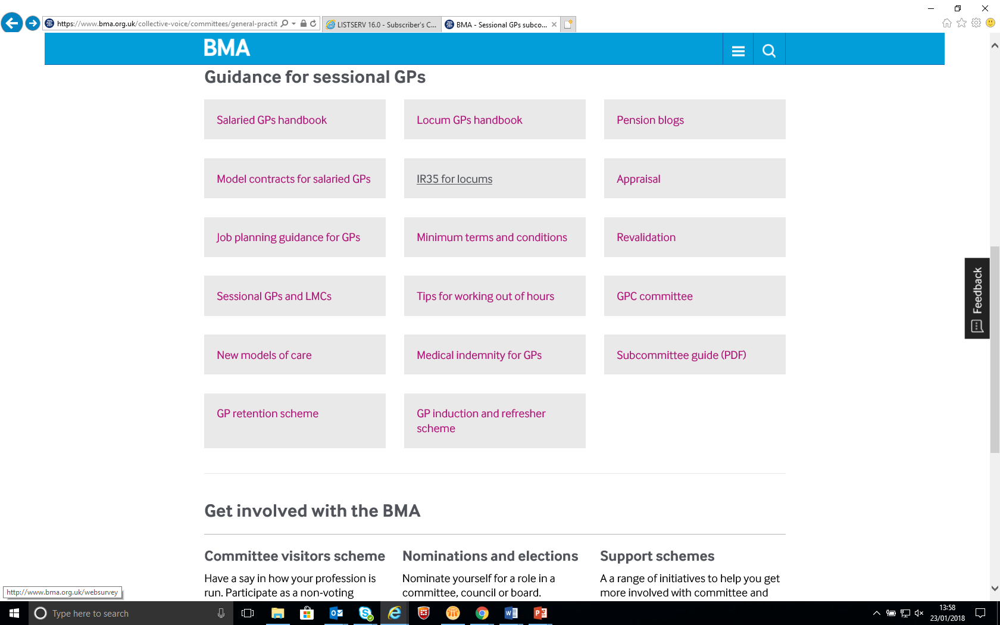 https://www.bma.org.uk/collective-voice/committees/general-practit
LISTSERV 16.0 - Subscriber's C...
BMA - Sessional GPs subco...
BMA
Guidance for sessional GPs
Salaried GPs handbook
Locum GPs handbook
Pension blogs
Model contracts for salaried GPs
IR35 for locums
Appraisal
Job planning guidance for GPs
Minimum terms and conditions
Revalidation
Sessional GPs and LMCs
Tips for working out of hours
GPC committee
New models of care
Medical indemnity for GPs
Subcommittee guide (PDF)
GP retention scheme
GP induction and refresher
scheme
Feedback
Get involved with the BMA
Committee visitors scheme
Have a say in how your profession is
run. Participate as a non-voting
Nominations and elections
Nominate yourself for a role in a
committee, council or board.
Support schemes
A a range of initiatives to help you get
more involved with committee and
http://www.bma.org.uk/websurvey
Type here to search
13:58
23/01/2018